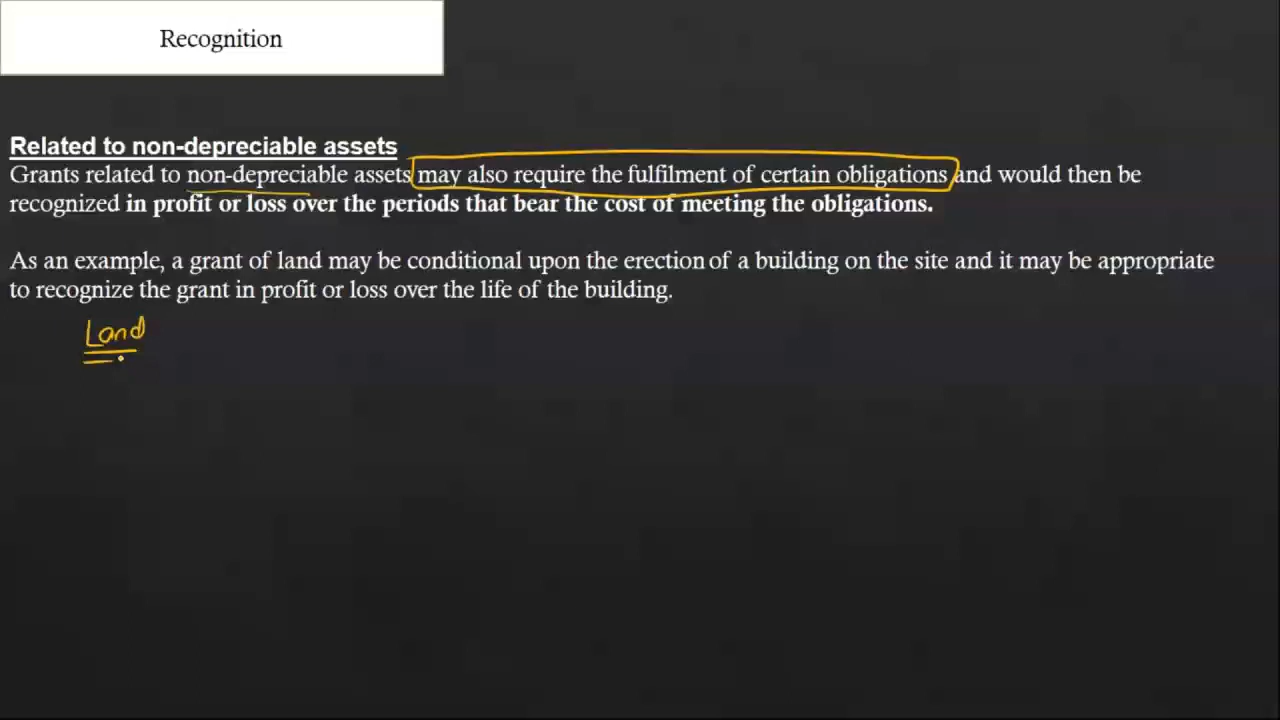 Recognition
Related to non-depreciable assets
Grants related to non-depreciable assets may also require the fulfilment of certain obligations and would then be
recognized in profit or loss over the periods that bear the cost of meeting the obligations.
As an example, a grant of land may be conditional upon the erection of a building on the site and it may be appropriate
to recognize the grant in profit or loss over the life of the building.
Land